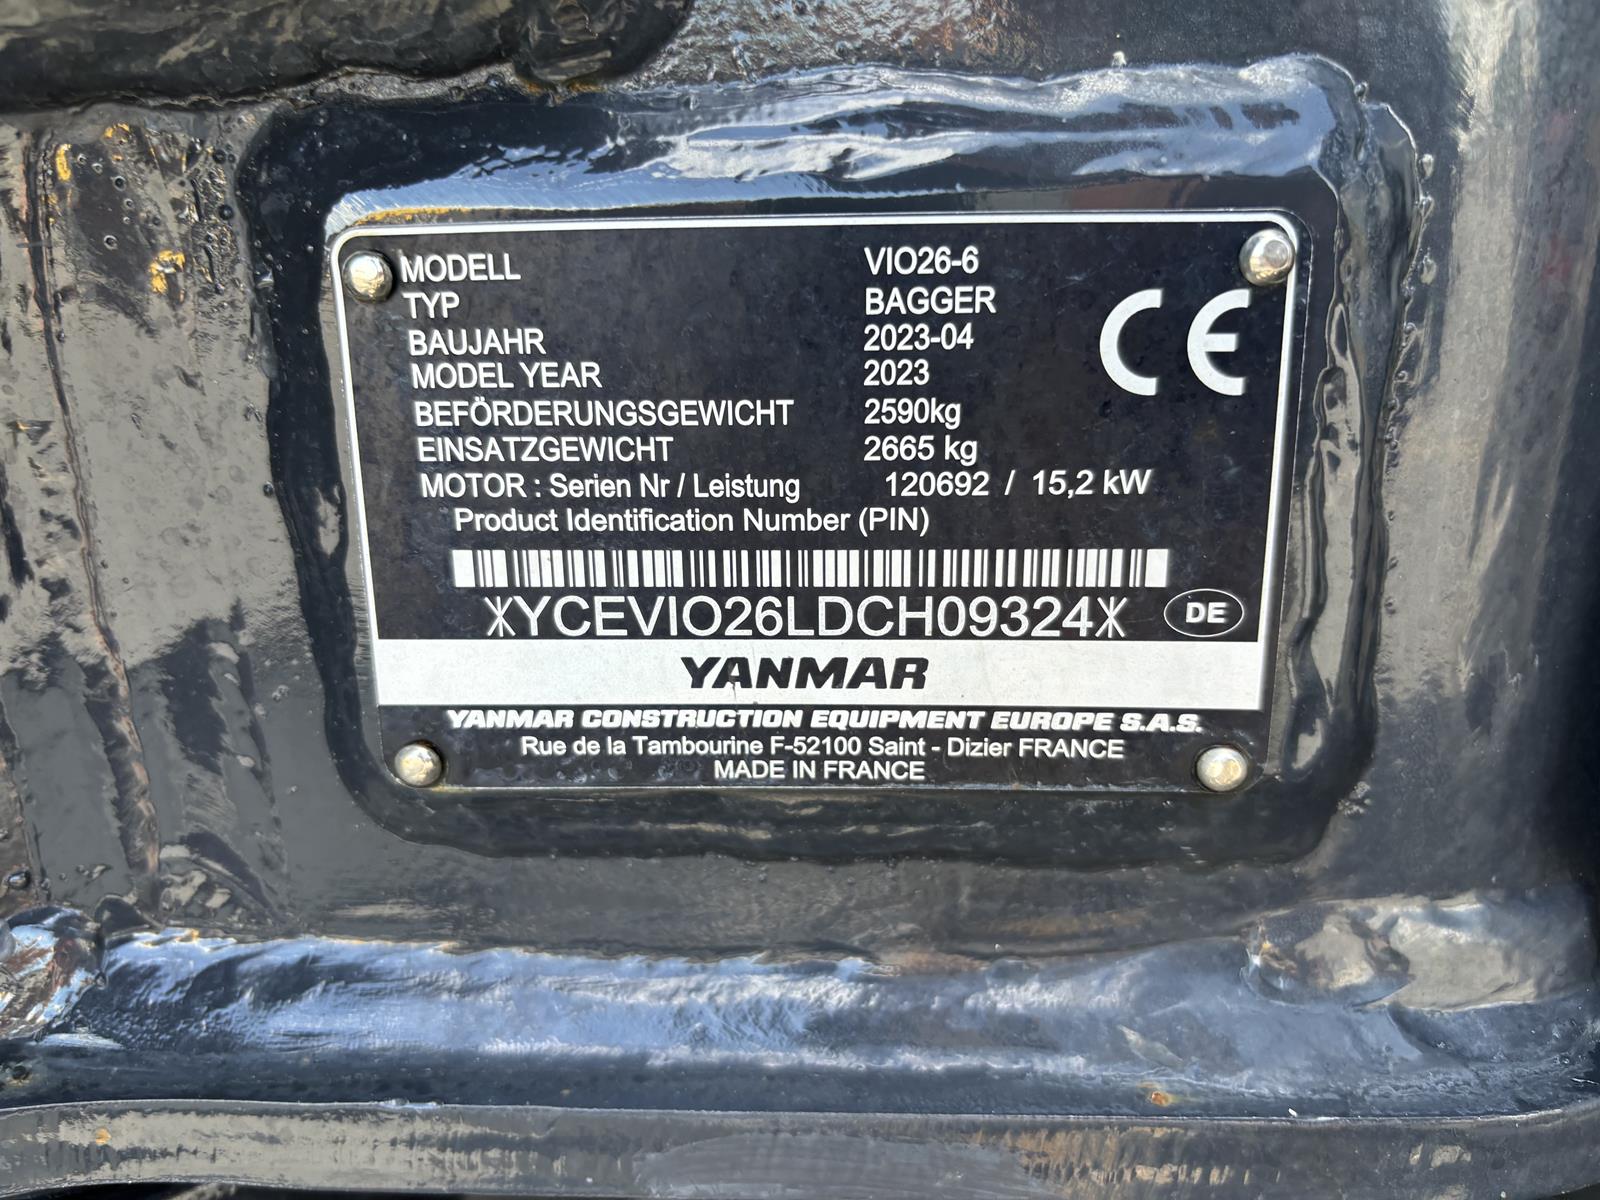 MODELL VIO26-6
TYP BAGGER
BAUJAHR 2023-04
MODEL YEAR 2023
BEFÖRDERUNGSGEWICHT 2590kg
EINSATZGEWICHT 2665 kg
MOTOR : Serien Nr / Leistung 120692 / 15,2 kW
Product Identification Number (PIN)
CE
*YCEVIO26LDCH09324*
DE
YANMAR
YANMAR CONSTRUCTION EQUIPMENT EUROPE S.A.S.
Rue de la Tambourine F-52100 Saint - Dizier FRANCE
MADE IN FRANCE